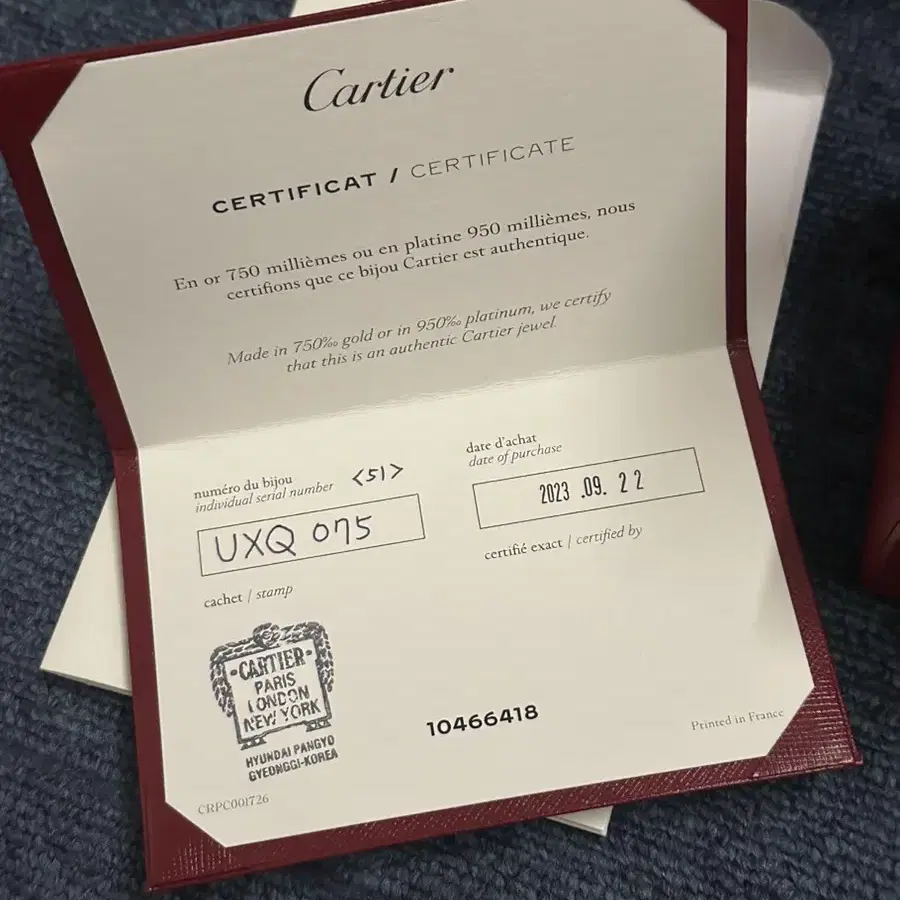 Cartier
CERTIFICAT / CERTIFICATE
En or 750 millièmes ou en platine 950 millièmes, nous
certifions que ce bijou Cartier est authentique.
Made in 750‰ gold or in 950‰ platinum, we certify
that this is an authentic Cartier jewel.
numéro du bijou
individual serial number
<51>
UXQ 075
date d'achat
date of purchase
2023 .09. 22
certifié exact | certified by
cachet / stamp
·CARTIER·
PARIS
LONDON
NEW YORK
HYUNDAI PANGYO
GYEONGGI-KOREA
10466418
Printed in France
CRPC001726